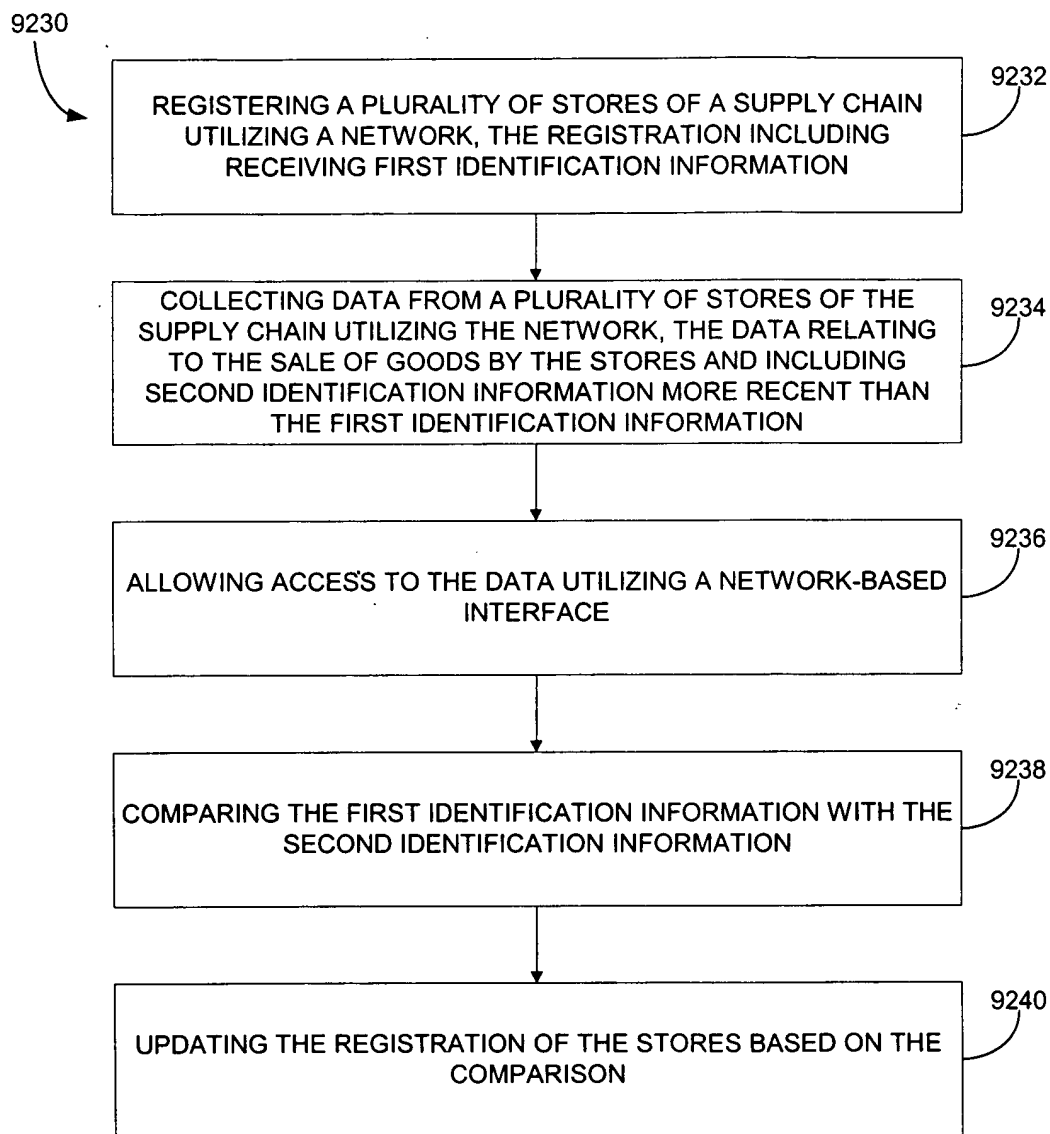 9230
9232
REGISTERING A PLURALITY OF STORES OF A SUPPLY CHAIN
UTILIZING A NETWORK, THE REGISTRATION INCLUDING
RECEIVING FIRST IDENTIFICATION INFORMATION
9234
COLLECTING DATA FROM A PLURALITY OF STORES OF THE
SUPPLY CHAIN UTILIZING THE NETWORK, THE DATA RELATING
TO THE SALE OF GOODS BY THE STORES AND INCLUDING
SECOND IDENTIFICATION INFORMATION MORE RECENT THAN
THE FIRST IDENTIFICATION INFORMATION
9236
ALLOWING ACCESS TO THE DATA UTILIZING A NETWORK-BASED
INTERFACE
9238
COMPARING THE FIRST IDENTIFICATION INFORMATION WITH THE
SECOND IDENTIFICATION INFORMATION
9240
UPDATING THE REGISTRATION OF THE STORES BASED ON THE
COMPARISON